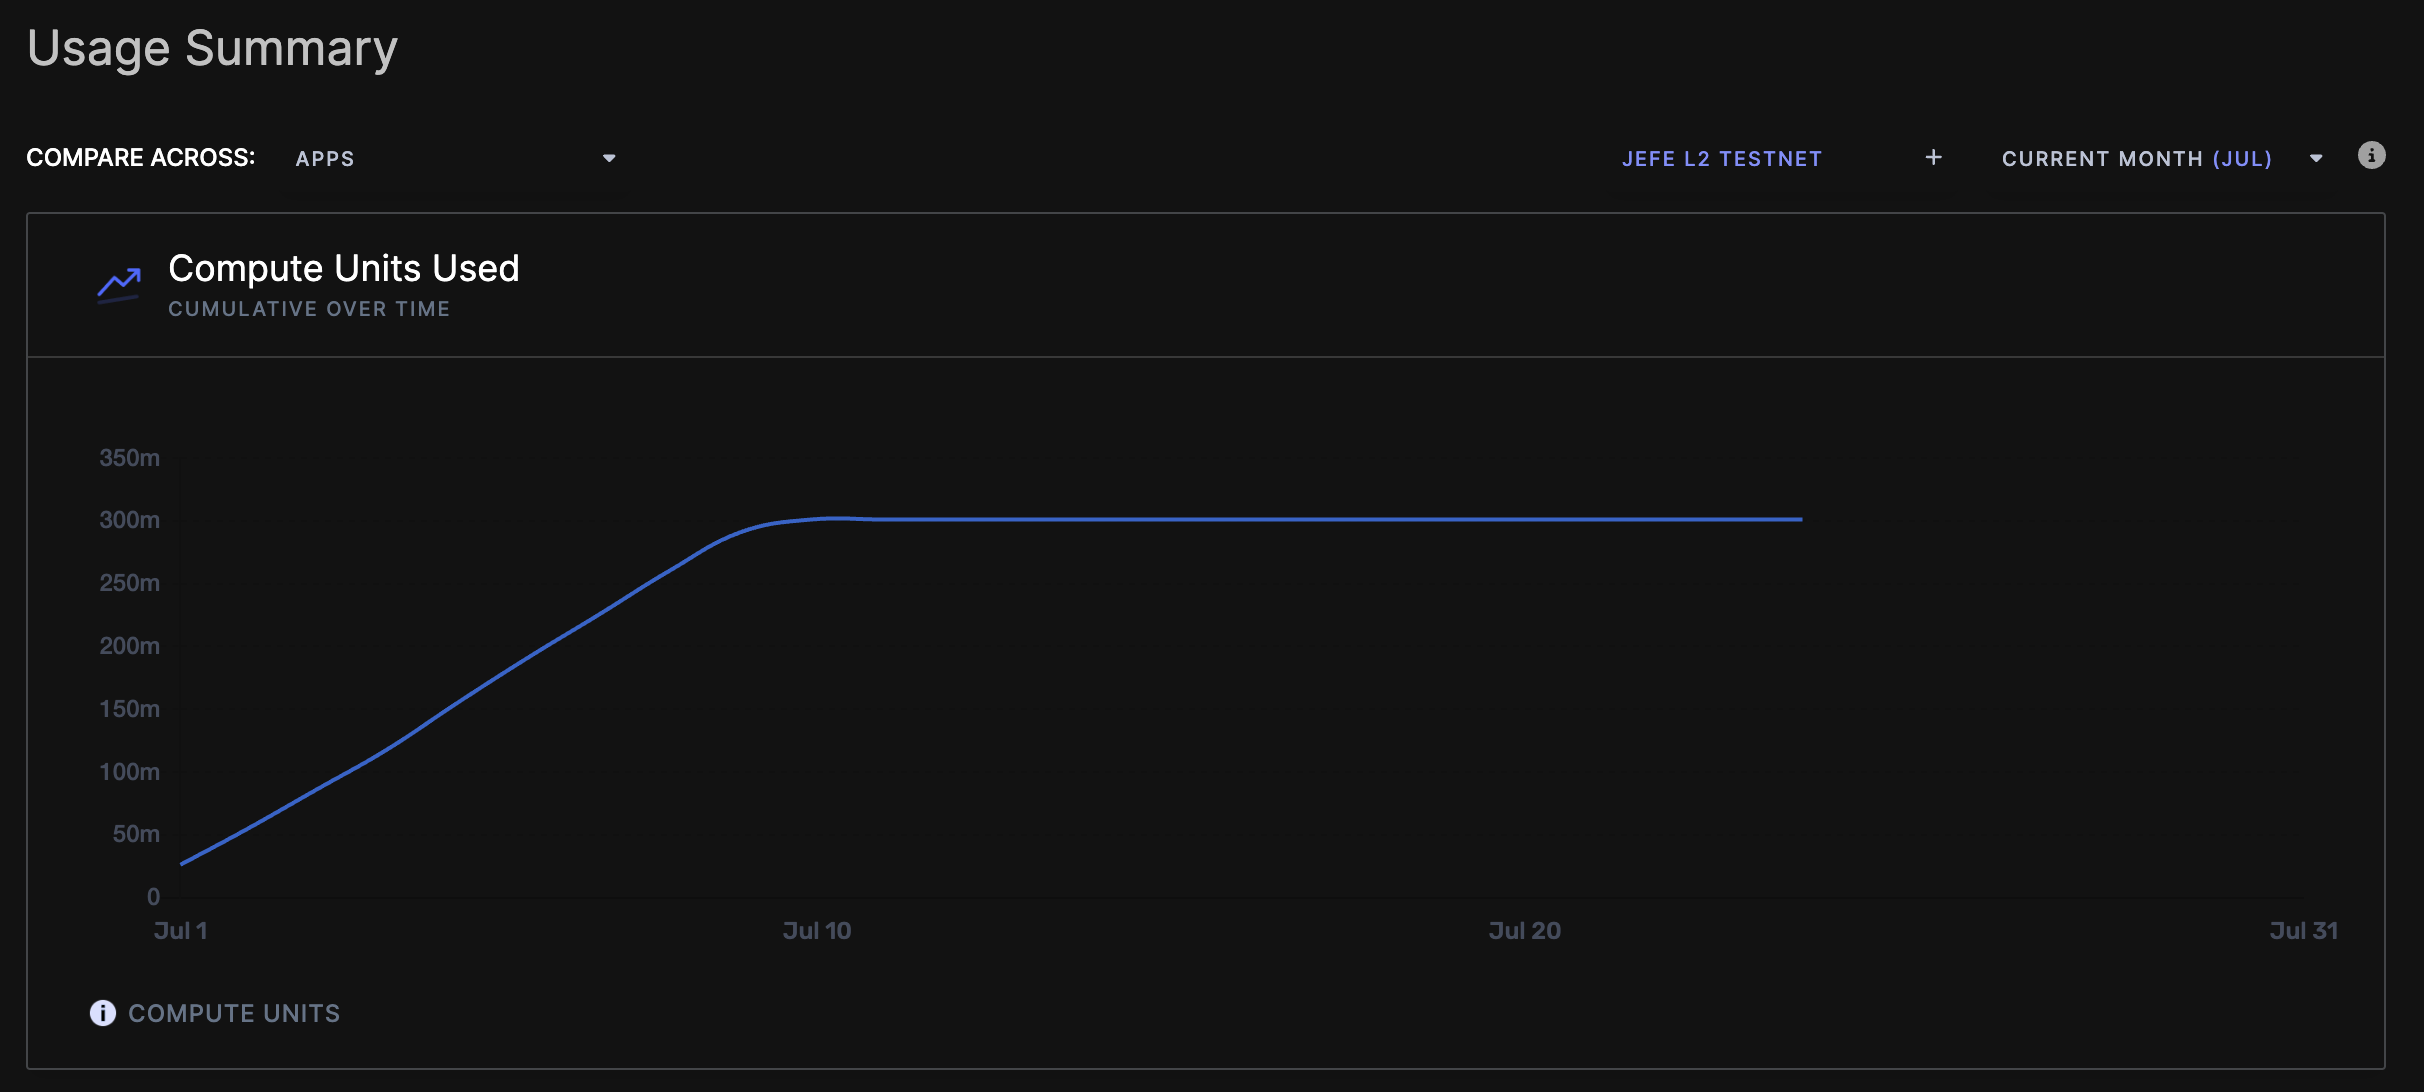 Usage Summary
COMPARE ACROSS: APPS
JEFE L2 TESTNET + CURRENT MONTH (JUL)
Compute Units Used
CUMULATIVE OVER TIME
350m
300m
250m
200m
150m
100m
50m
0
Jul 1 Jul 10 Jul 20 Jul 31
COMPUTE UNITS